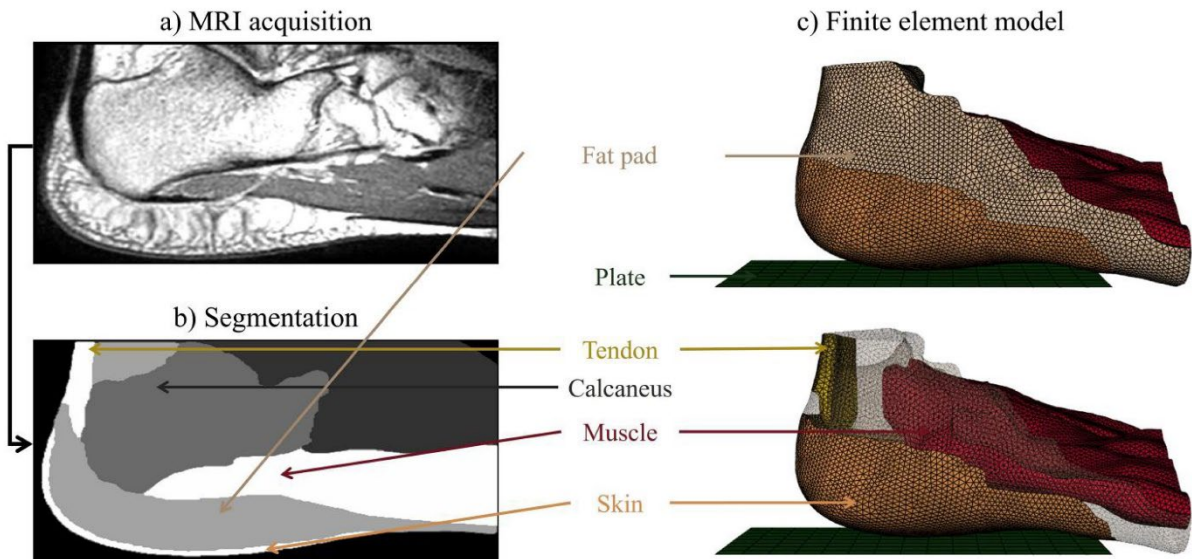 a) MRI acquisition
c) Finite element model
Fat pad
Plate
b) Segmentation
Tendon
Calcaneus
Muscle
Skin